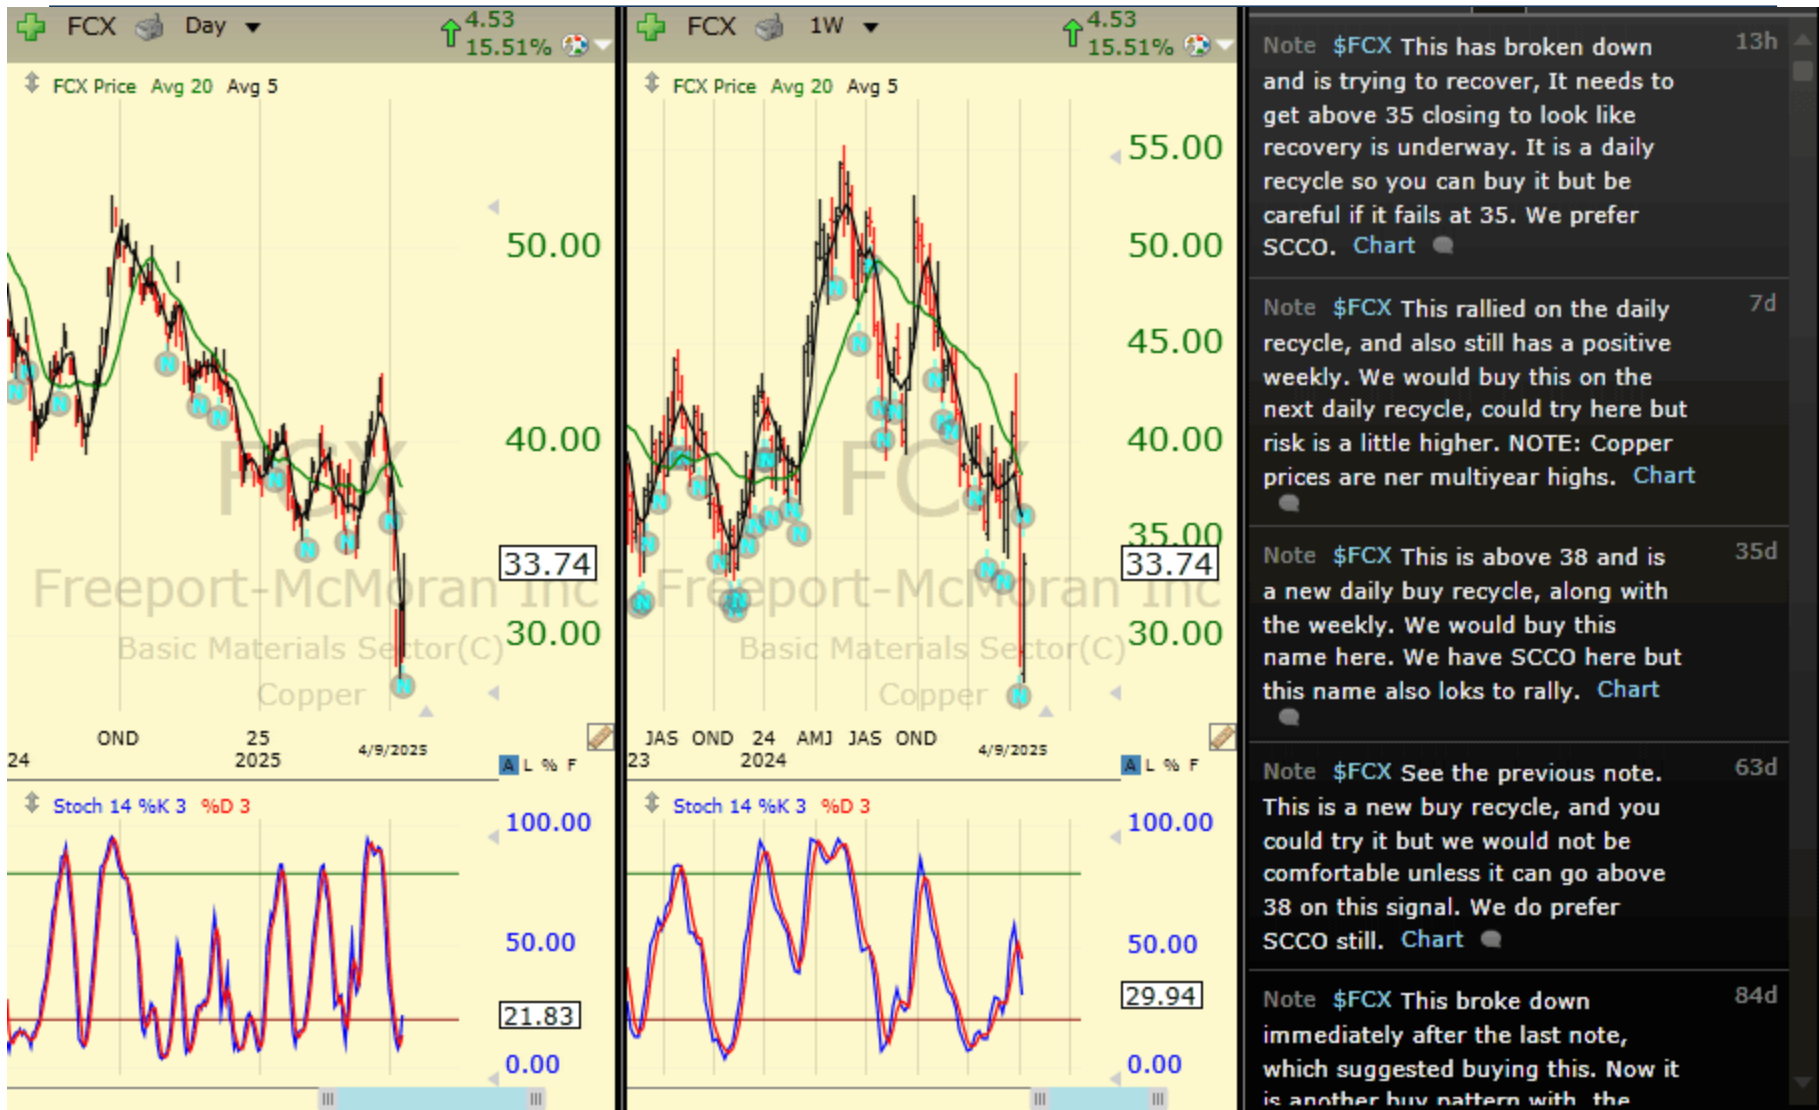 FCX Day
4.53
15.51%
FCX Price Avg 20 Avg 5
50.00
45.00
40.00
33.74
30.00
FCX
Freeport-McMoran Inc
Basic Materials Sector(C)
Copper
OND 25 4/9/2025
24 2025
A L % F
Stoch 14 %K 3 %D 3
100.00
50.00
21.83
0.00
FCX 1W
4.53
15.51%
FCX Price Avg 20 Avg 5
55.00
50.00
45.00
40.00
35.00
33.74
30.00
FCX
Freeport-McMoran Inc
Basic Materials Sector(C)
Copper
JAS OND 24 AMJ JAS OND 4/9/2025
23 2024
A L % F
Stoch 14 %K 3 %D 3
100.00
50.00
29.94
0.00
Note $FCX This has broken down 13h
and is trying to recover, It needs to
get above 35 closing to look like
recovery is underway. It is a daily
recycle so you can buy it but be
careful if it fails at 35. We prefer
SCCO. Chart
Note $FCX This rallied on the daily 7d
recycle, and also still has a positive
weekly. We would buy this on the
next daily recycle, could try here but
risk is a little higher. NOTE: Copper
prices are ner multiyear highs. Chart
Note $FCX This is above 38 and is 35d
a new daily buy recycle, along with
the weekly. We would buy this
name here. We have SCCO here but
this name also loks to rally. Chart
Note $FCX See the previous note. 63d
This is a new buy recycle, and you
could try it but we would not be
comfortable unless it can go above
38 on this signal. We do prefer
SCCO still. Chart
Note $FCX This broke down 84d
immediately after the last note,
which suggested buying this. Now it
is another buy pattern with the